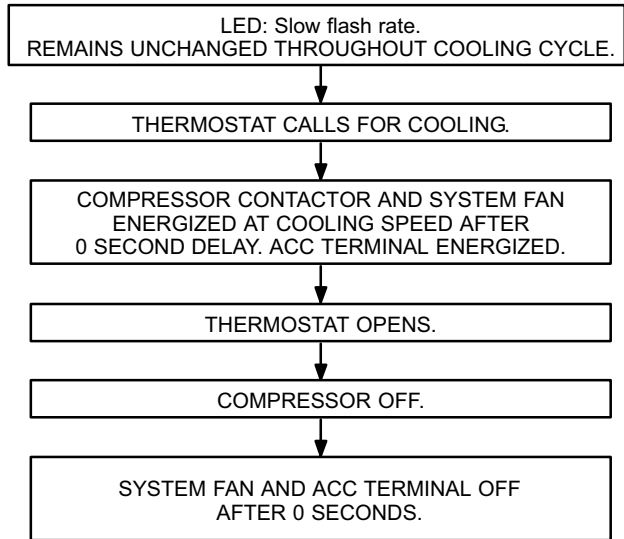 LED: Slow flash rate.
REMAINS UNCHANGED THROUGHOUT COOLING CYCLE.
THERMOSTAT CALLS FOR COOLING.
COMPRESSOR CONTACTOR AND SYSTEM FAN
ENERGIZED AT COOLING SPEED AFTER
0 SECOND DELAY. ACC TERMINAL ENERGIZED.
THERMOSTAT OPENS.
COMPRESSOR OFF.
SYSTEM FAN AND ACC TERMINAL OFF
AFTER 0 SECONDS.